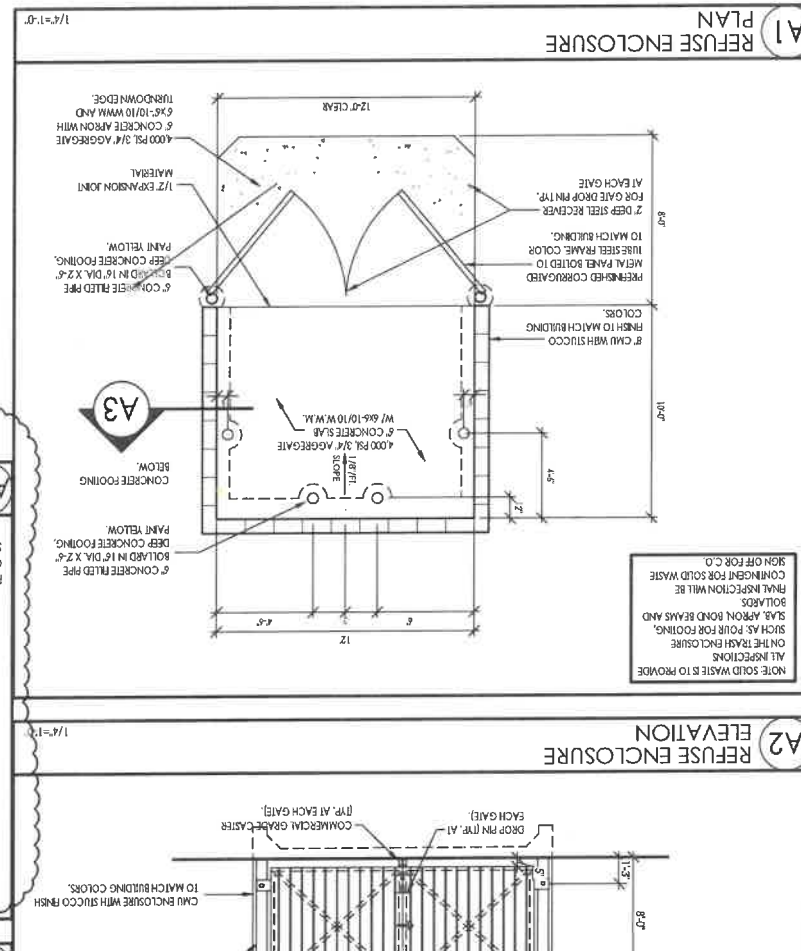 8'-0"
1'-3"
5"
CMU ENCLOSURE WITH STUCCO FINISH
TO MATCH BUILDING COLORS.
DROP PIN (TYP. AT
EACH GATE).
COMMERCIAL GRADE CASTER
(TYP. AT EACH GATE).
A2
REFUSE ENCLOSURE
ELEVATION
1/4"=1'-0"
NOTE: SOLID WASTE IS TO PROVIDE
ALL INSPECTIONS
ON THE TRASH ENCLOSURE
SUCH AS: POUR FOR FOOTING,
SLAB, APRON, BOND BEAMS AND
BOLLARDS
FINAL INSPECTION WILL BE
CONTINGENT FOR SOLID WASTE
SIGN OFF FOR C.O.
12'
6'
4'-6"
6" CONCRETE FILLED PIPE
BOLLARD IN 16" DIA. X 2'-6"
DEEP CONCRETE FOOTING,
PAINT YELLOW.
12"
4'-6"
10'-0"
SLOPE
1/8"/FT.
4,000 PSI, 3/4" AGGREGATE
6" CONCRETE SLAB
W/ 6x6-10/10 W.W.M.
CONCRETE FOOTING
BELOW.
A3
8" CMU WITH STUCCO
FINISH TO MATCH BUILDING
COLORS.
PREFINISHED CORRUGATED
METAL PANEL BOLTED TO
TUBE STEEL FRAME. COLOR
TO MATCH BUILDING.
2" DEEP STEEL RECEIVER
FOR DROP GATE PIN TYP.
AT EACH GATE
8'-0"
6" CONCRETE FILLED PIPE
BOLLARD IN 16" DIA. X 2'-6"
DEEP CONCRETE FOOTING,
PAINT YELLOW.
1/2" EXPANSION JOINT
MATERIAL
4,000 PSI, 3/4" AGGREGATE
6" CONCRETE APRON WITH
6X6"-10/10 WWM AND
TURNDOWN EDGE.
12'-0" CLEAR
A1
REFUSE ENCLOSURE
PLAN
1/4"=1'-0"